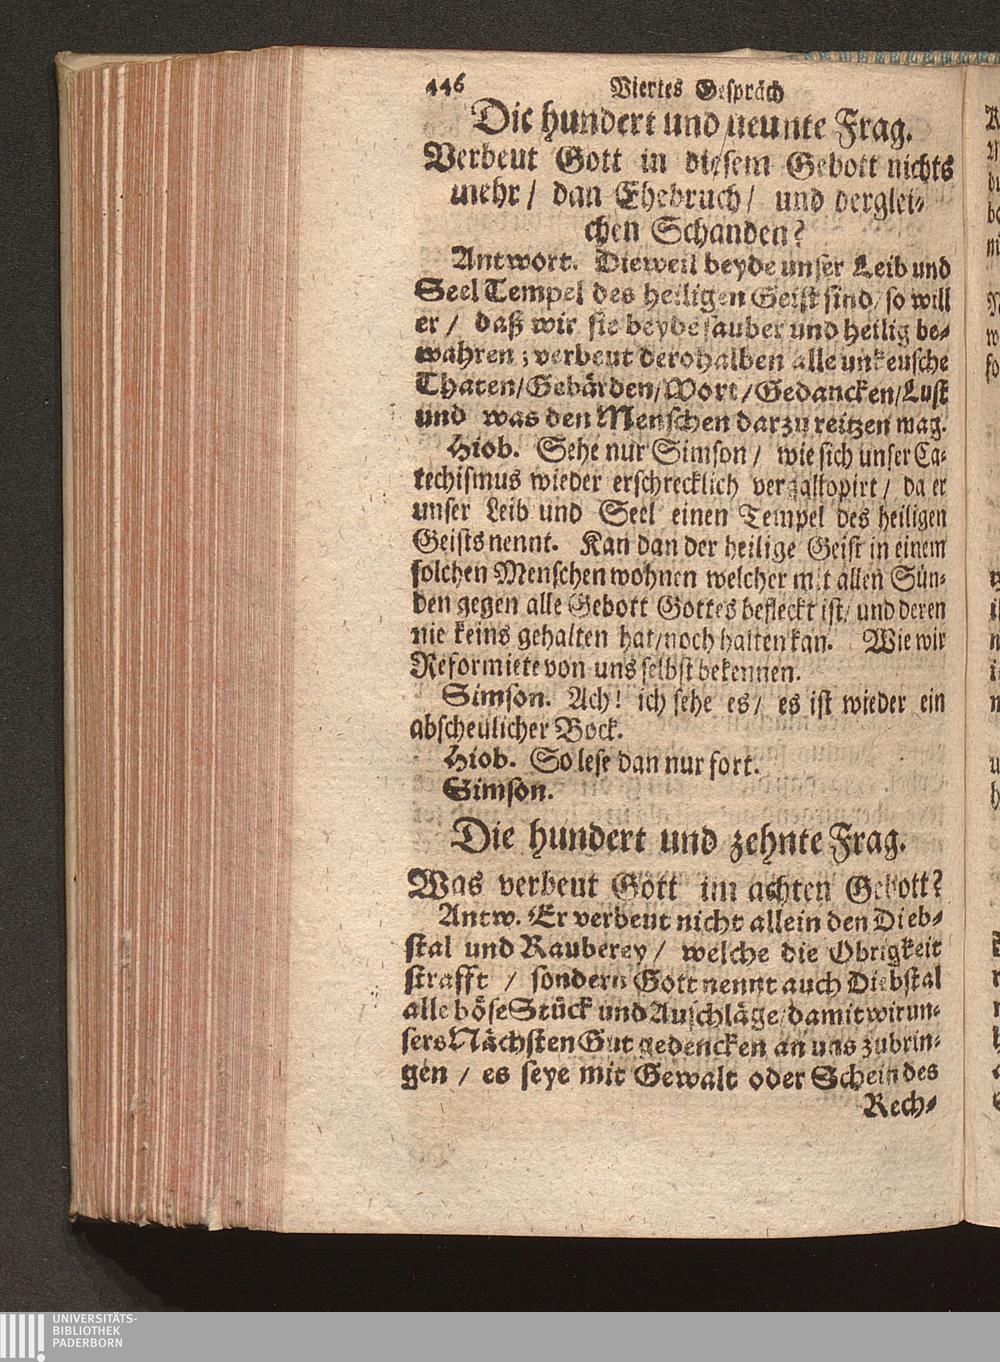 446 Viertes Gespräch
Die hundert und neunte Frag.
Verbeut Gott in diesem Gebott nichts
mehr / dan Ehebruch / und derglei-
chen Schanden?
Antwort. Dieweil beyde unser Leib und
Seel Tempel des heiligen Geist sind / so will
er / daß wir sie beyde sauber und heilig be-
wahren ; verbeut derohalben alle unkeusche
Thaten / Gebärden / Wort / Gedancken / Lust
und was den Menschen darzu reitzen mag.
Hiob. Sehe nur Simson / wie sich unser Ca-
techismus wieder erschrecklich vergallopirt / da er
unser Leib und Seel einen Tempel des heiligen
Geists nennt. Kan dan der heilige Geist in einem
solchen Menschen wohnen welcher mit allen Sün-
den gegen alle Gebott Gottes befleckt ist / und deren
nie keins gehalten hat / noch halten kan. Wie wir
Reformiete von uns selbst bekennen.
Simson. Ach! ich sehe es / es ist wieder ein
abscheulicher Bock.
Hiob. So lese dan nur fort.
Simson.
Die hundert und zehnte Frag.
Was verbeut Gott im achten Gebott?
Antw. Er verbeut nicht allein den Dieb-
stal und Rauberey / welche die Obrigkeit
strafft / sondern Gott nennt auch Diebstal
alle böse Stück und Auschläge / damit wir un-
sers Nächsten Gut gedencken an uns zubrin-
gen / es seye mit Gewalt oder Schein des
Rech-
UNIVERSITÄTS-
BIBLIOTHEK
PADERBORN